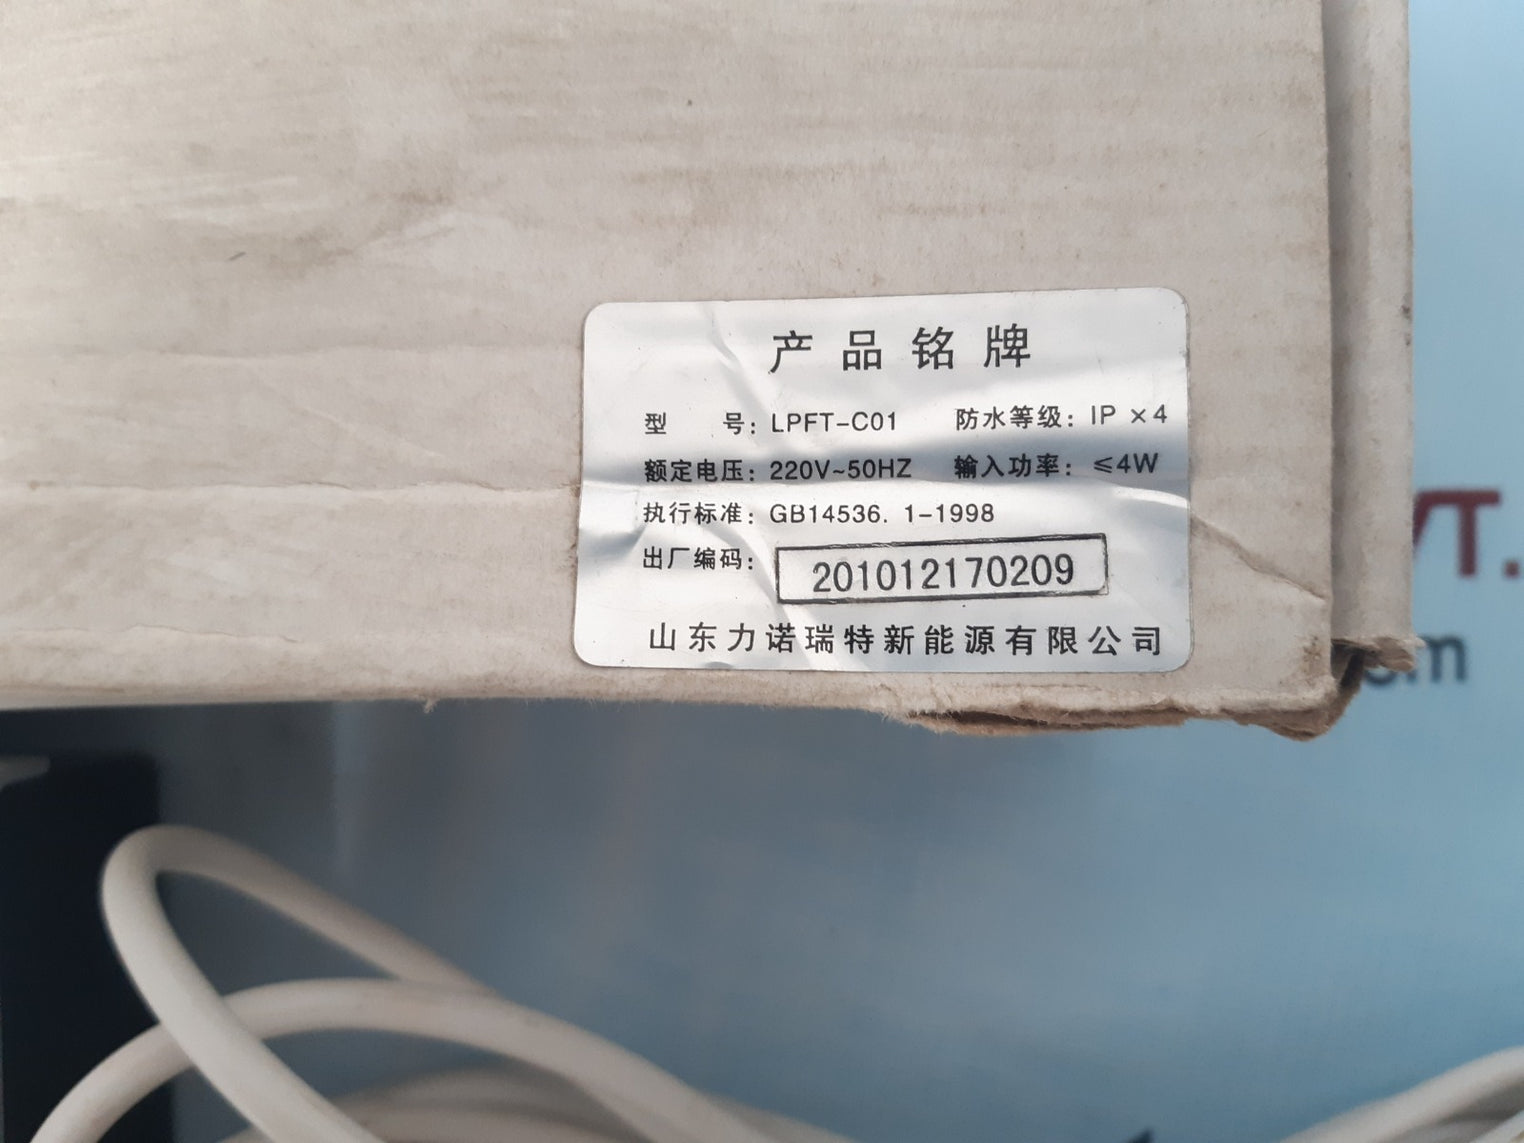 产品铭牌
型 号: LPFT-C01 防水等级: IP ×4
额定电压: 220V~50HZ 输入功率: ≤4W
执行标准: GB14536. 1-1998
出厂编码: 201012170209
山东力诺瑞特新能源有限公司
VT.
om